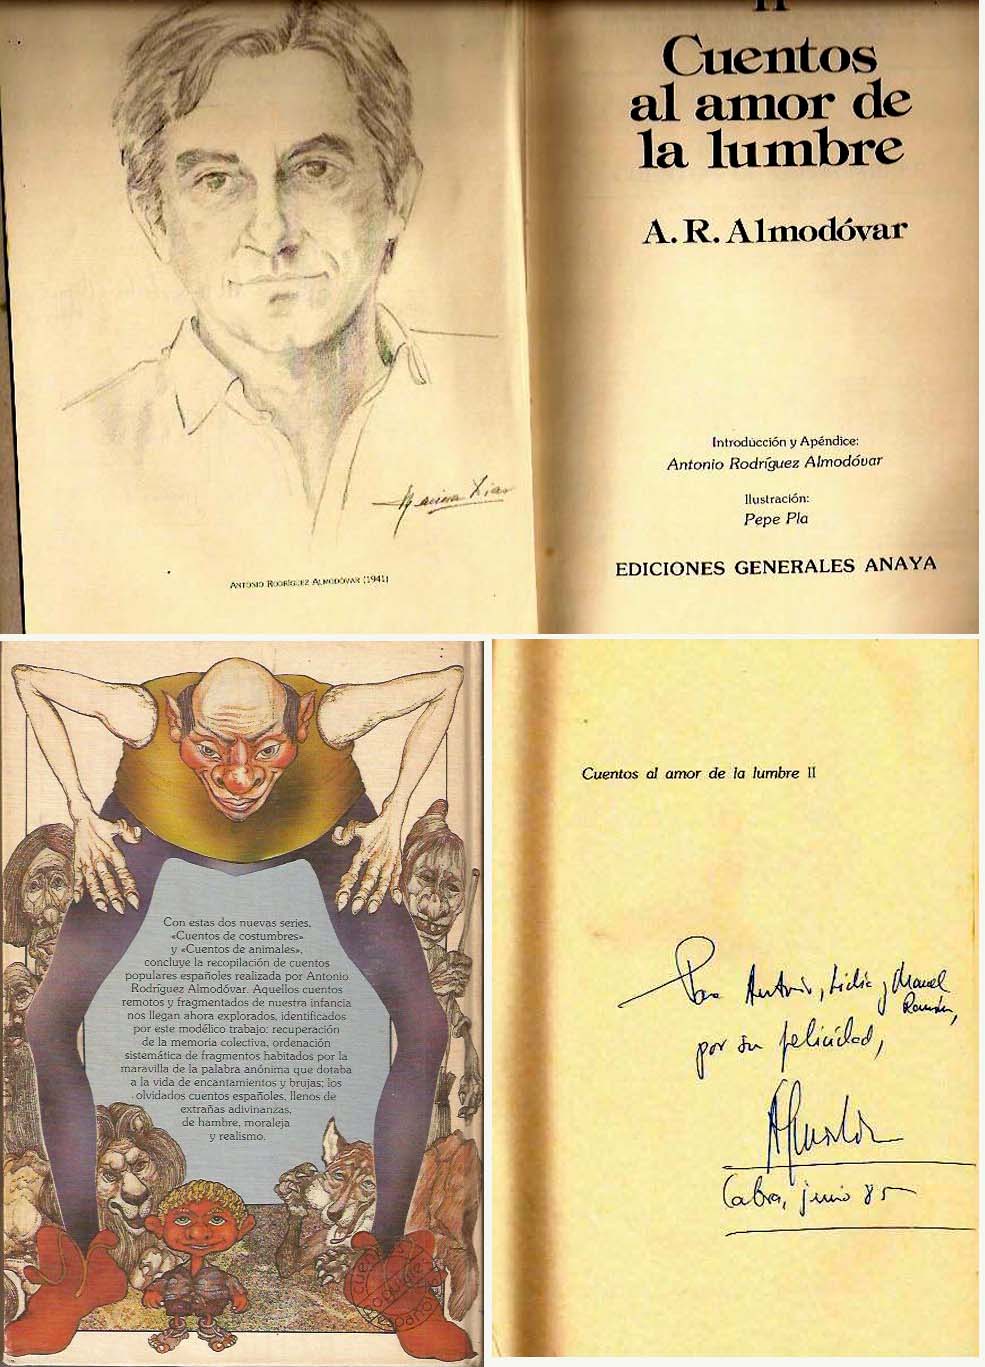 II
Cuentos
al amor de
la lumbre
A. R. Almodóvar
Introducción y Apéndice:
Antonio Rodríguez Almodóvar
Ilustración:
Pepe Pla
EDICIONES GENERALES ANAYA
ANTONIO RODRÍGUEZ ALMODÓVAR (1941)
Con estas dos nuevas series,
«Cuentos de costumbres»
y «Cuentos de animales»,
concluye la recopilación de cuentos
populares españoles realizada por Antonio
Rodríguez Almodóvar. Aquellos cuentos
remotos y fragmentados de nuestra infancia
nos llegan ahora explorados, identificados
por este modélico trabajo: recuperación
de la memoria colectiva, ordenación
sistemática de fragmentos habitados por la
maravilla de la palabra anónima que dotaba
a la vida de encantamientos y brujas; los
olvidados cuentos españoles, llenos de
extrañas adivinanzas,
de hambre, moraleja
y realismo.
Cuentos al amor de la lumbre II
Para Antonio, Lidia y Manuel
Ramón,
por su felicidad,
Cabra, junio 85